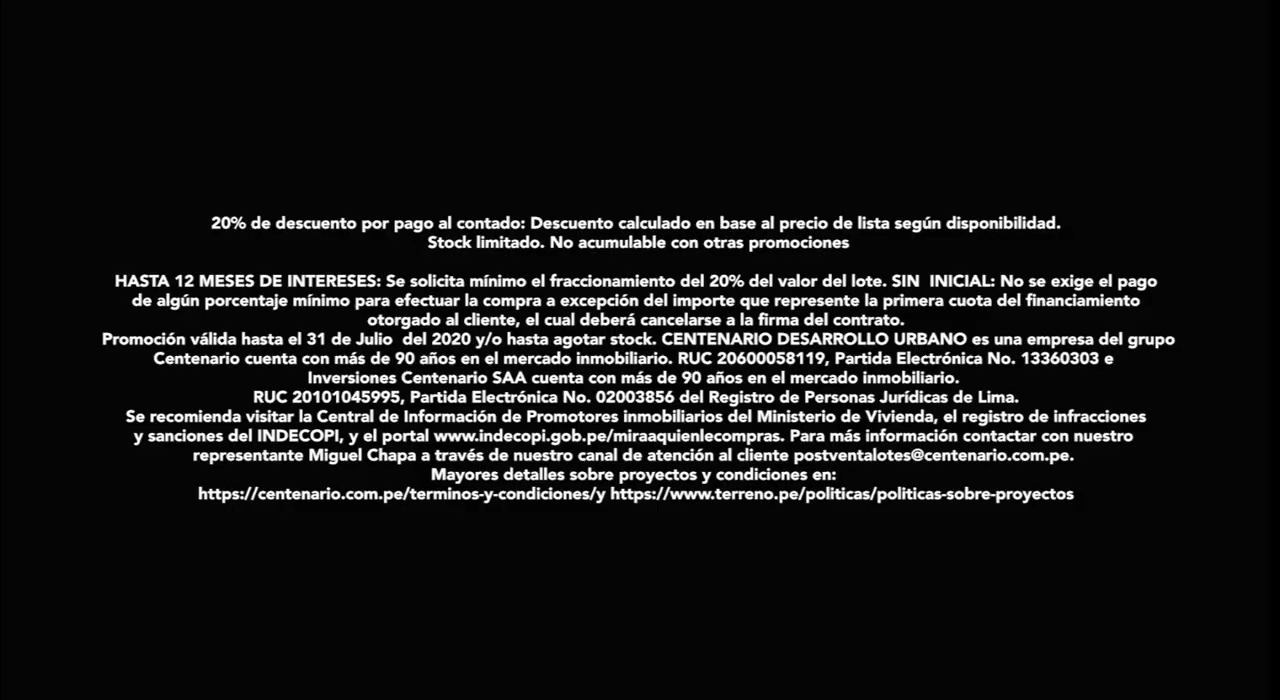 20% de descuento por pago al contado: Descuento calculado en base al precio de lista según disponibilidad.
Stock limitado. No acumulable con otras promociones
HASTA 12 MESES DE INTERESES: Se solicita mínimo el fraccionamiento del 20% del valor del lote. SIN  INICIAL: No se exige el pago
de algún porcentaje mínimo para efectuar la compra a excepción del importe que represente la primera cuota del financiamiento
otorgado al cliente, el cual deberá cancelarse a la firma del contrato.
Promoción válida hasta el 31 de Julio  del 2020 y/o hasta agotar stock. CENTENARIO DESARROLLO URBANO es una empresa del grupo
Centenario cuenta con más de 90 años en el mercado inmobiliario. RUC 20600058119, Partida Electrónica No. 13360303 e
Inversiones Centenario SAA cuenta con más de 90 años en el mercado inmobiliario.
RUC 20101045995, Partida Electrónica No. 02003856 del Registro de Personas Jurídicas de Lima.
Se recomienda visitar la Central de Información de Promotores inmobiliarios del Ministerio de Vivienda, el registro de infracciones
y sanciones del INDECOPI, y el portal www.indecopi.gob.pe/miraaquienlecompras. Para más información contactar con nuestro
representante Miguel Chapa a través de nuestro canal de atención al cliente postventalotes@centenario.com.pe.
Mayores detalles sobre proyectos y condiciones en:
https://centenario.com.pe/terminos-y-condiciones/y https://www.terreno.pe/politicas/politicas-sobre-proyectos